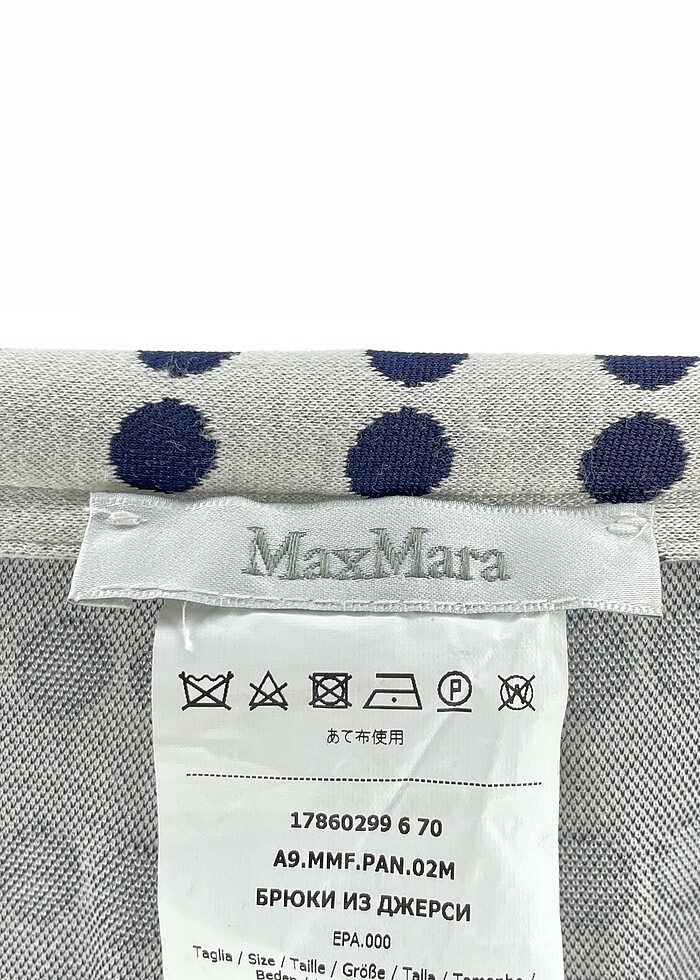 MaxMara
P
W
あて布使用
17860299 6 70
A9.MMF.PAN.02M
БРЮКИ ИЗ ДЖЕРСИ
EPA.000
Taglia / Size / Taille / Größe / Talla /
Beden